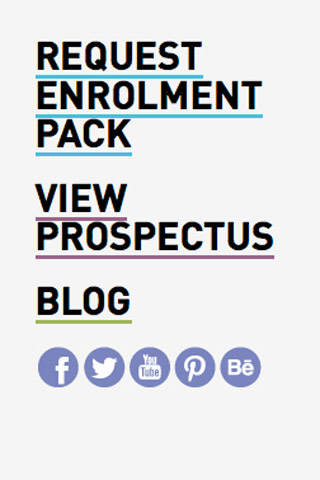 REQUEST
ENROLMENT
PACK
VIEW
PROSPECTUS
BLOG
f You Tube P Bē